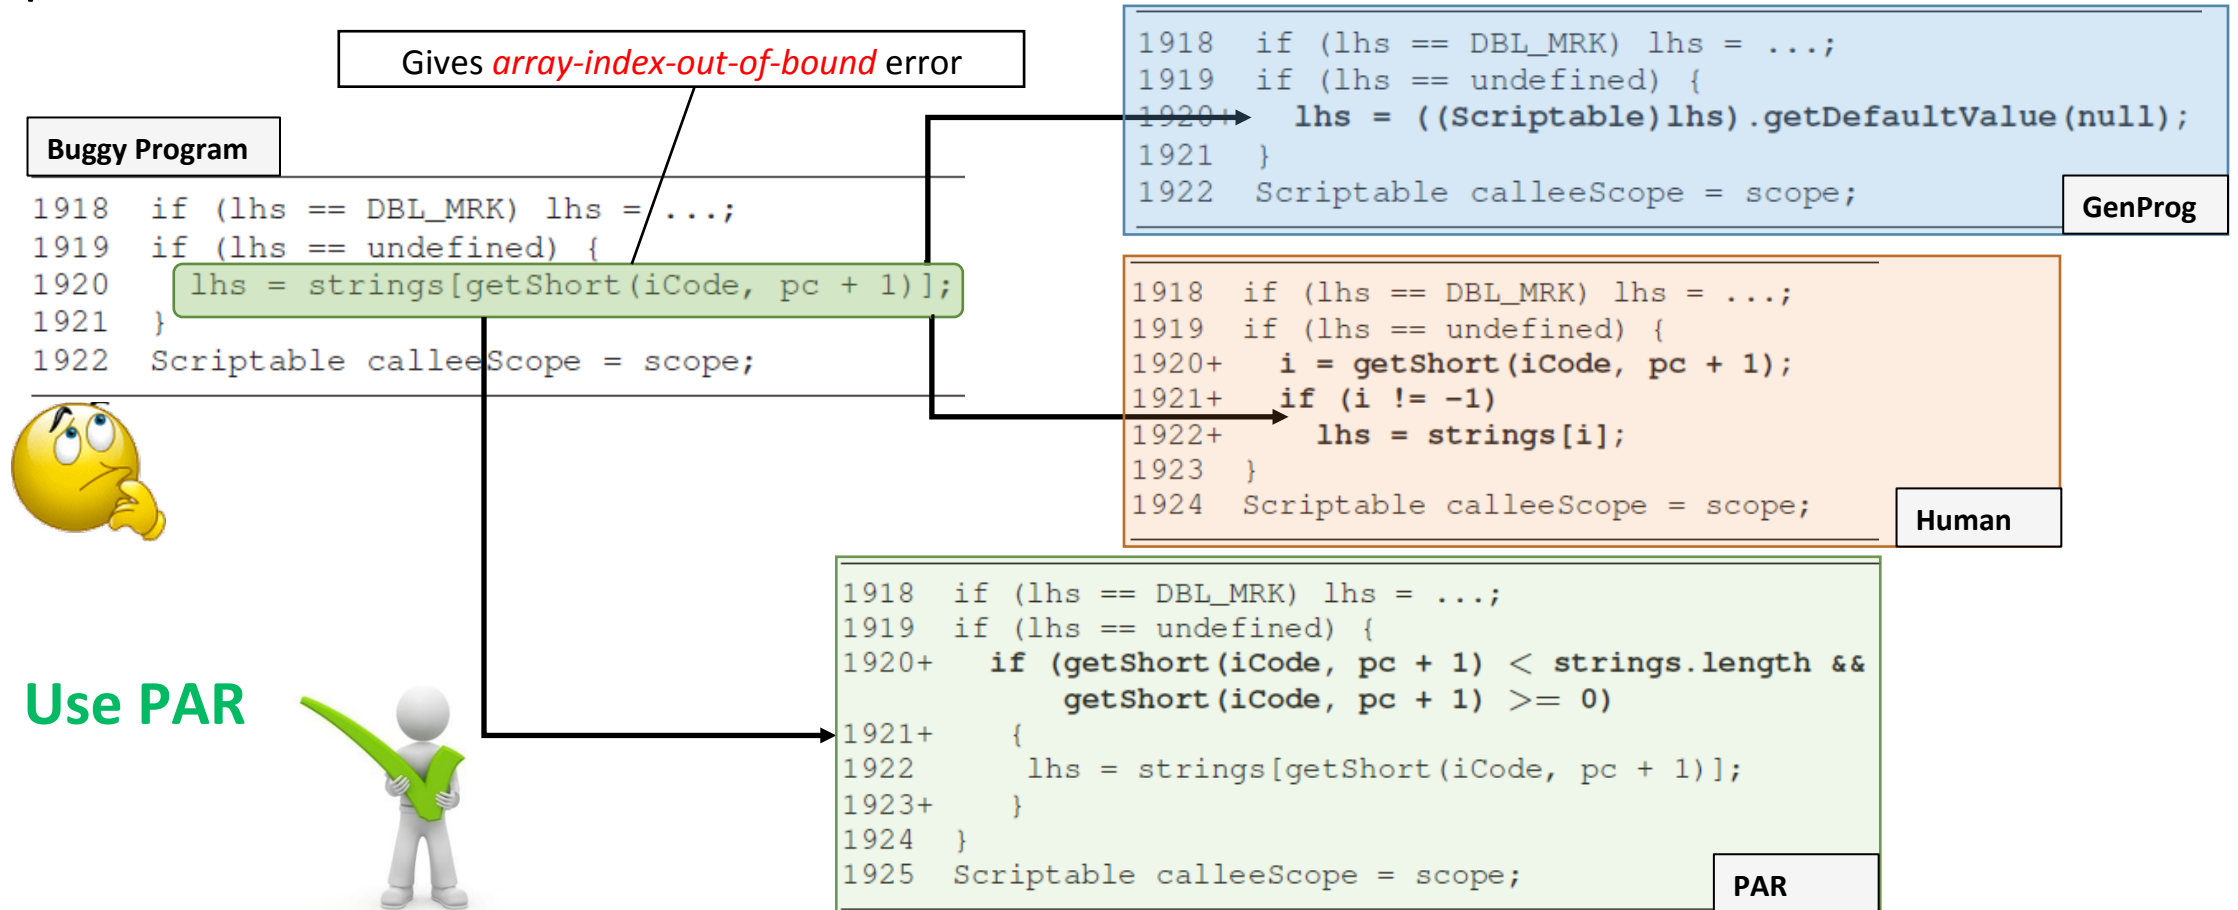 Gives array-index-out-of-bound error
Buggy Program
1918 if (lhs == DBL_MRK) lhs = ...;
1919 if (lhs == undefined) {
1920 lhs = strings[getShort(iCode, pc + 1)];
1921 }
1922 Scriptable calleeScope = scope;
1918 if (lhs == DBL_MRK) lhs = ...;
1919 if (lhs == undefined) {
1920+ lhs = ((Scriptable)lhs).getDefaultValue(null);
1921 }
1922 Scriptable calleeScope = scope;
GenProg
1918 if (lhs == DBL_MRK) lhs = ...;
1919 if (lhs == undefined) {
1920+ i = getShort(iCode, pc + 1);
1921+ if (i != -1)
1922+ lhs = strings[i];
1923 }
1924 Scriptable calleeScope = scope;
Human
Use PAR
1918 if (lhs == DBL_MRK) lhs = ...;
1919 if (lhs == undefined) {
1920+ if (getShort(iCode, pc + 1) < strings.length &&
getShort(iCode, pc + 1) >= 0)
1921+ {
1922 lhs = strings[getShort(iCode, pc + 1)];
1923+ }
1924 }
1925 Scriptable calleeScope = scope;
PAR